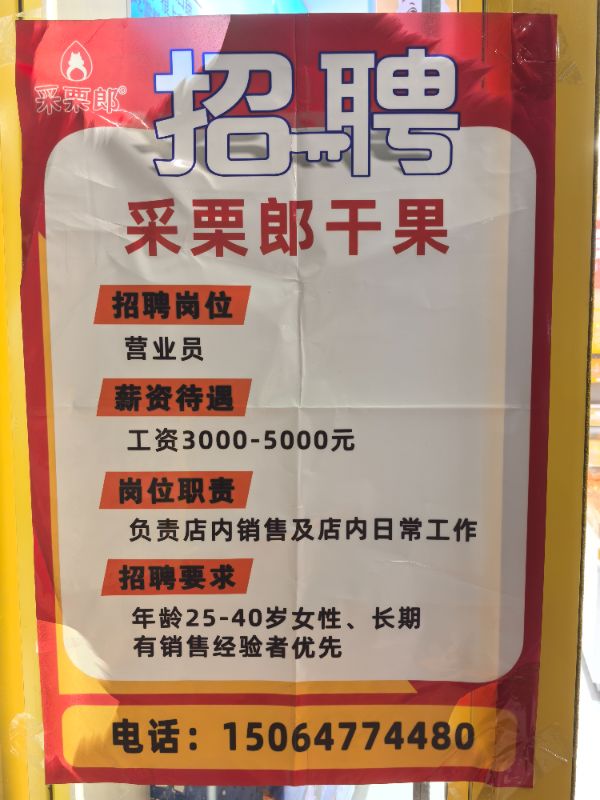 采栗郎®
招聘
采栗郎干果
招聘岗位
营业员
薪资待遇
工资3000-5000元
岗位职责
负责店内销售及店内日常工作
招聘要求
年龄25-40岁女性、长期
有销售经验者优先
电话：15064774480